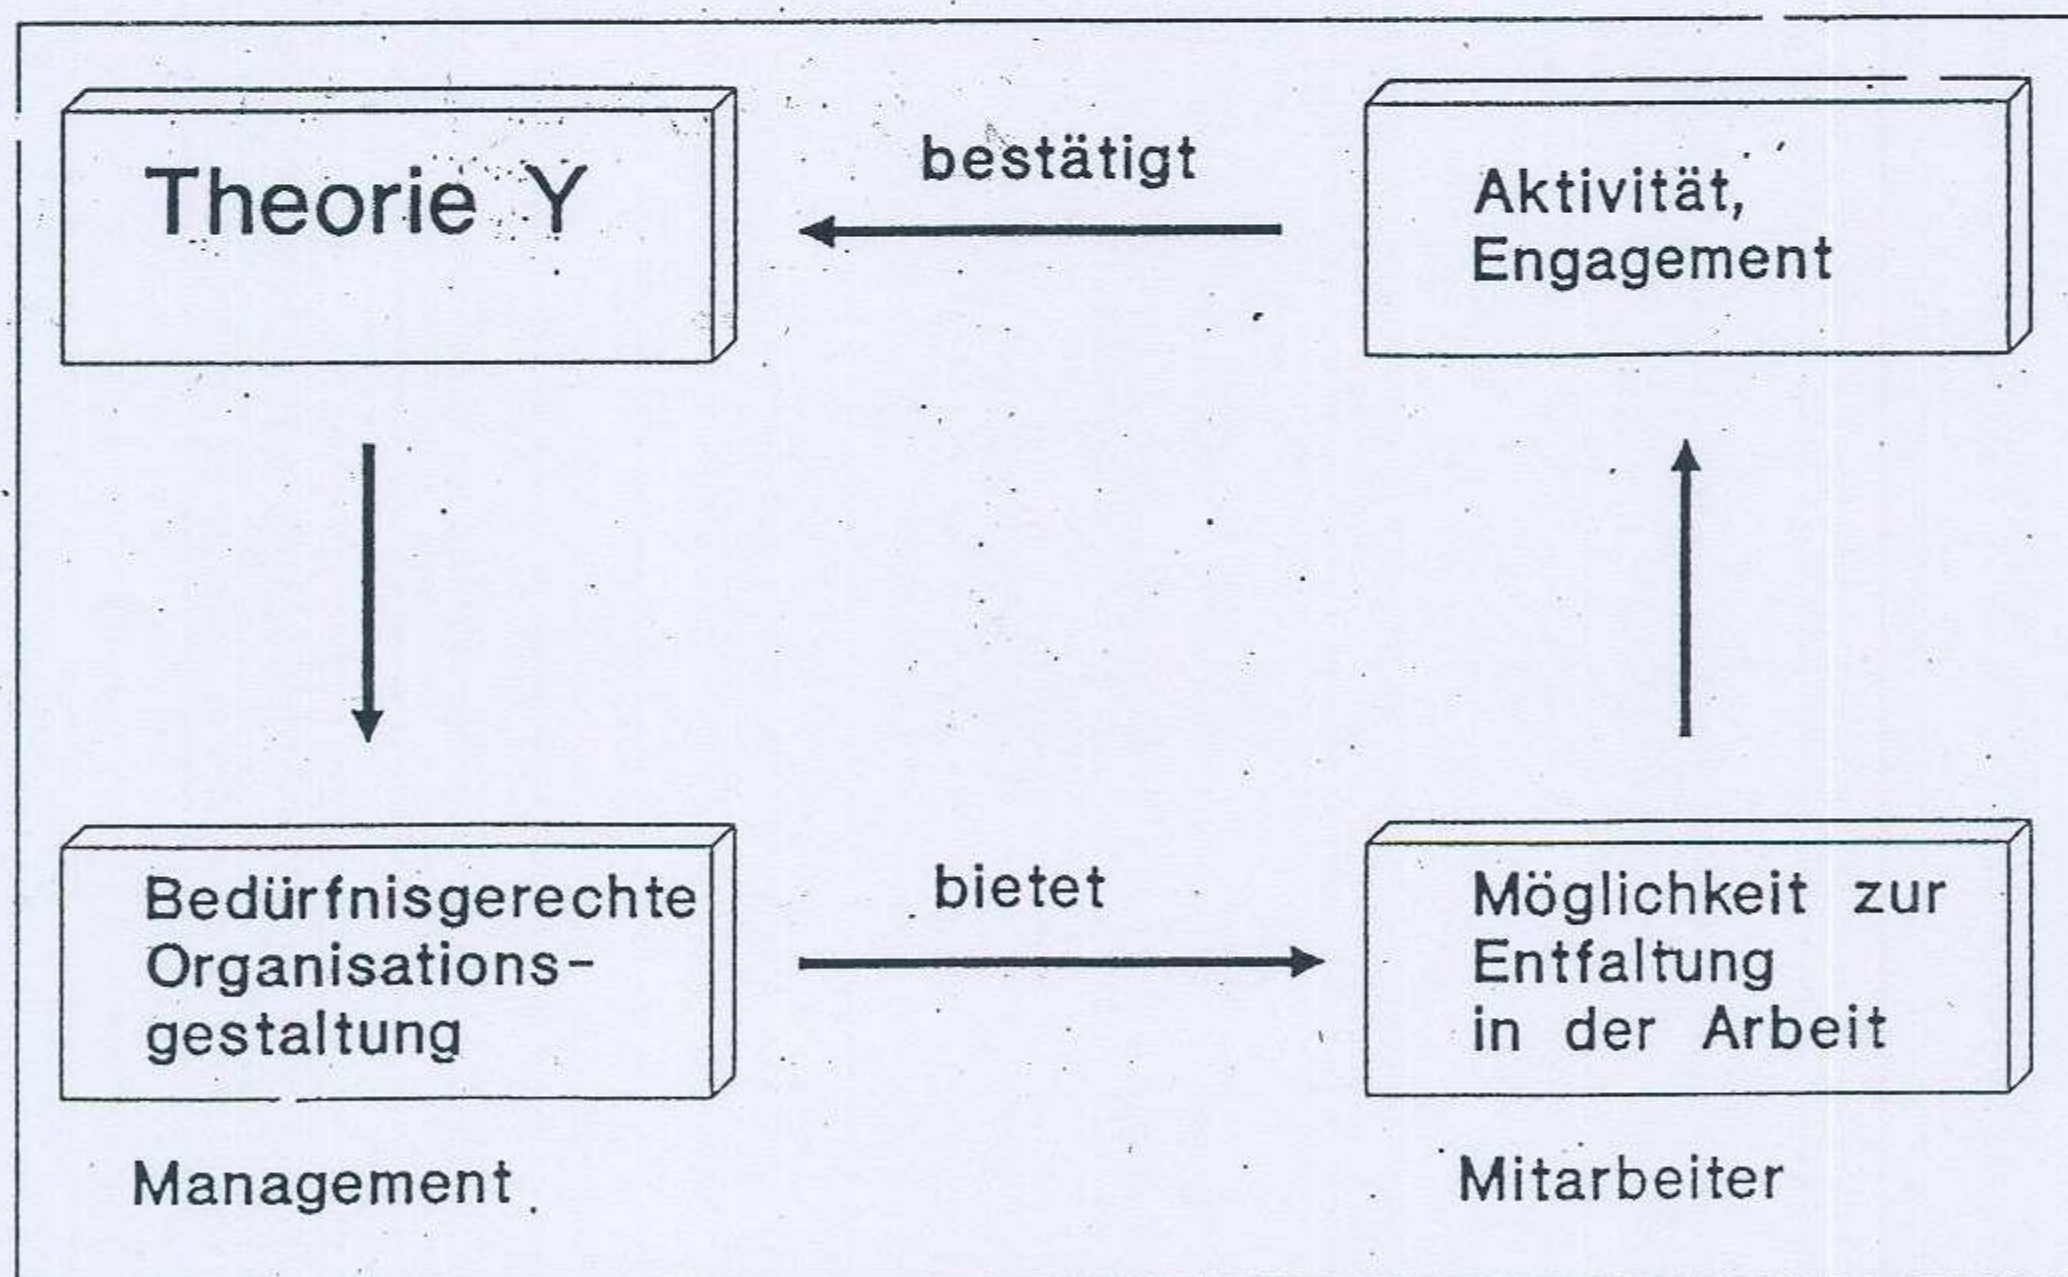 Theorie Y
bestätigt
Aktivität,
Engagement
Bedürfnisgerechte
Organisations-
gestaltung
bietet
Möglichkeit zur
Entfaltung
in der Arbeit
Management
Mitarbeiter